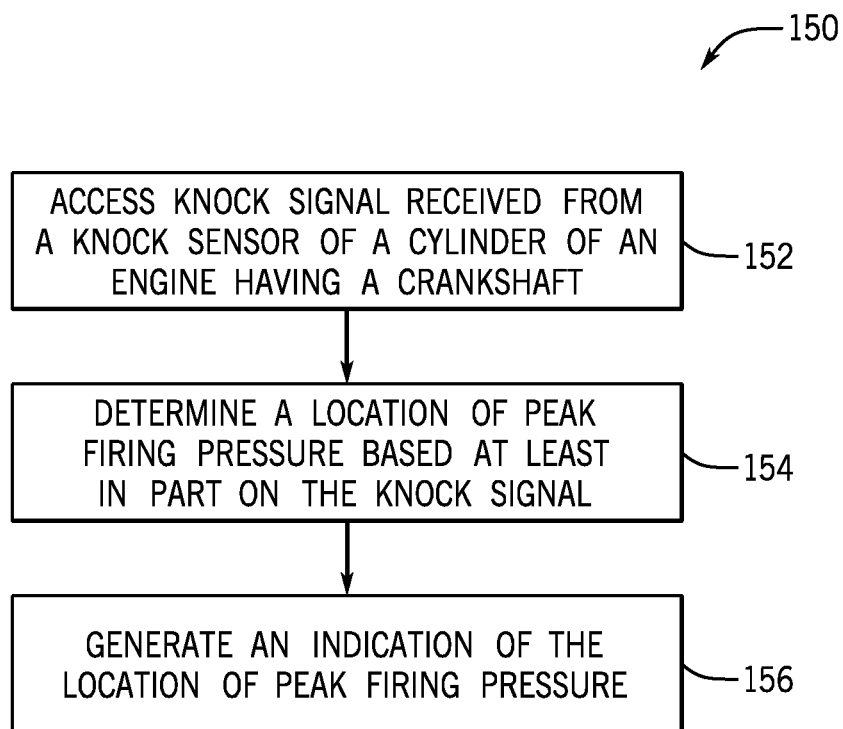 150
ACCESS KNOCK SIGNAL RECEIVED FROM
A KNOCK SENSOR OF A CYLINDER OF AN
ENGINE HAVING A CRANKSHAFT
152
DETERMINE A LOCATION OF PEAK
FIRING PRESSURE BASED AT LEAST
IN PART ON THE KNOCK SIGNAL
154
GENERATE AN INDICATION OF THE
LOCATION OF PEAK FIRING PRESSURE
156